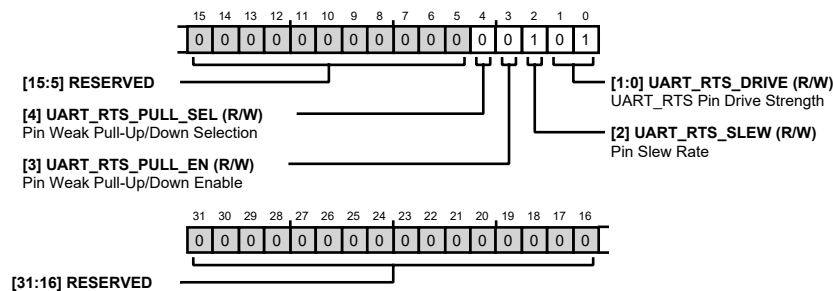 15 14 13 12 11 10 9 8 7 6 5 4 3 2 1 0
0 0 0 0 0 0 0 0 0 0 0 0 0 1 0 1
[15:5] RESERVED
[4] UART_RTS_PULL_SEL (R/W)
Pin Weak Pull-Up/Down Selection
[3] UART_RTS_PULL_EN (R/W)
Pin Weak Pull-Up/Down Enable
[1:0] UART_RTS_DRIVE (R/W)
UART_RTS Pin Drive Strength
[2] UART_RTS_SLEW (R/W)
Pin Slew Rate
31 30 29 28 27 26 25 24 23 22 21 20 19 18 17 16
0 0 0 0 0 0 0 0 0 0 0 0 0 0 0 0
[31:16] RESERVED